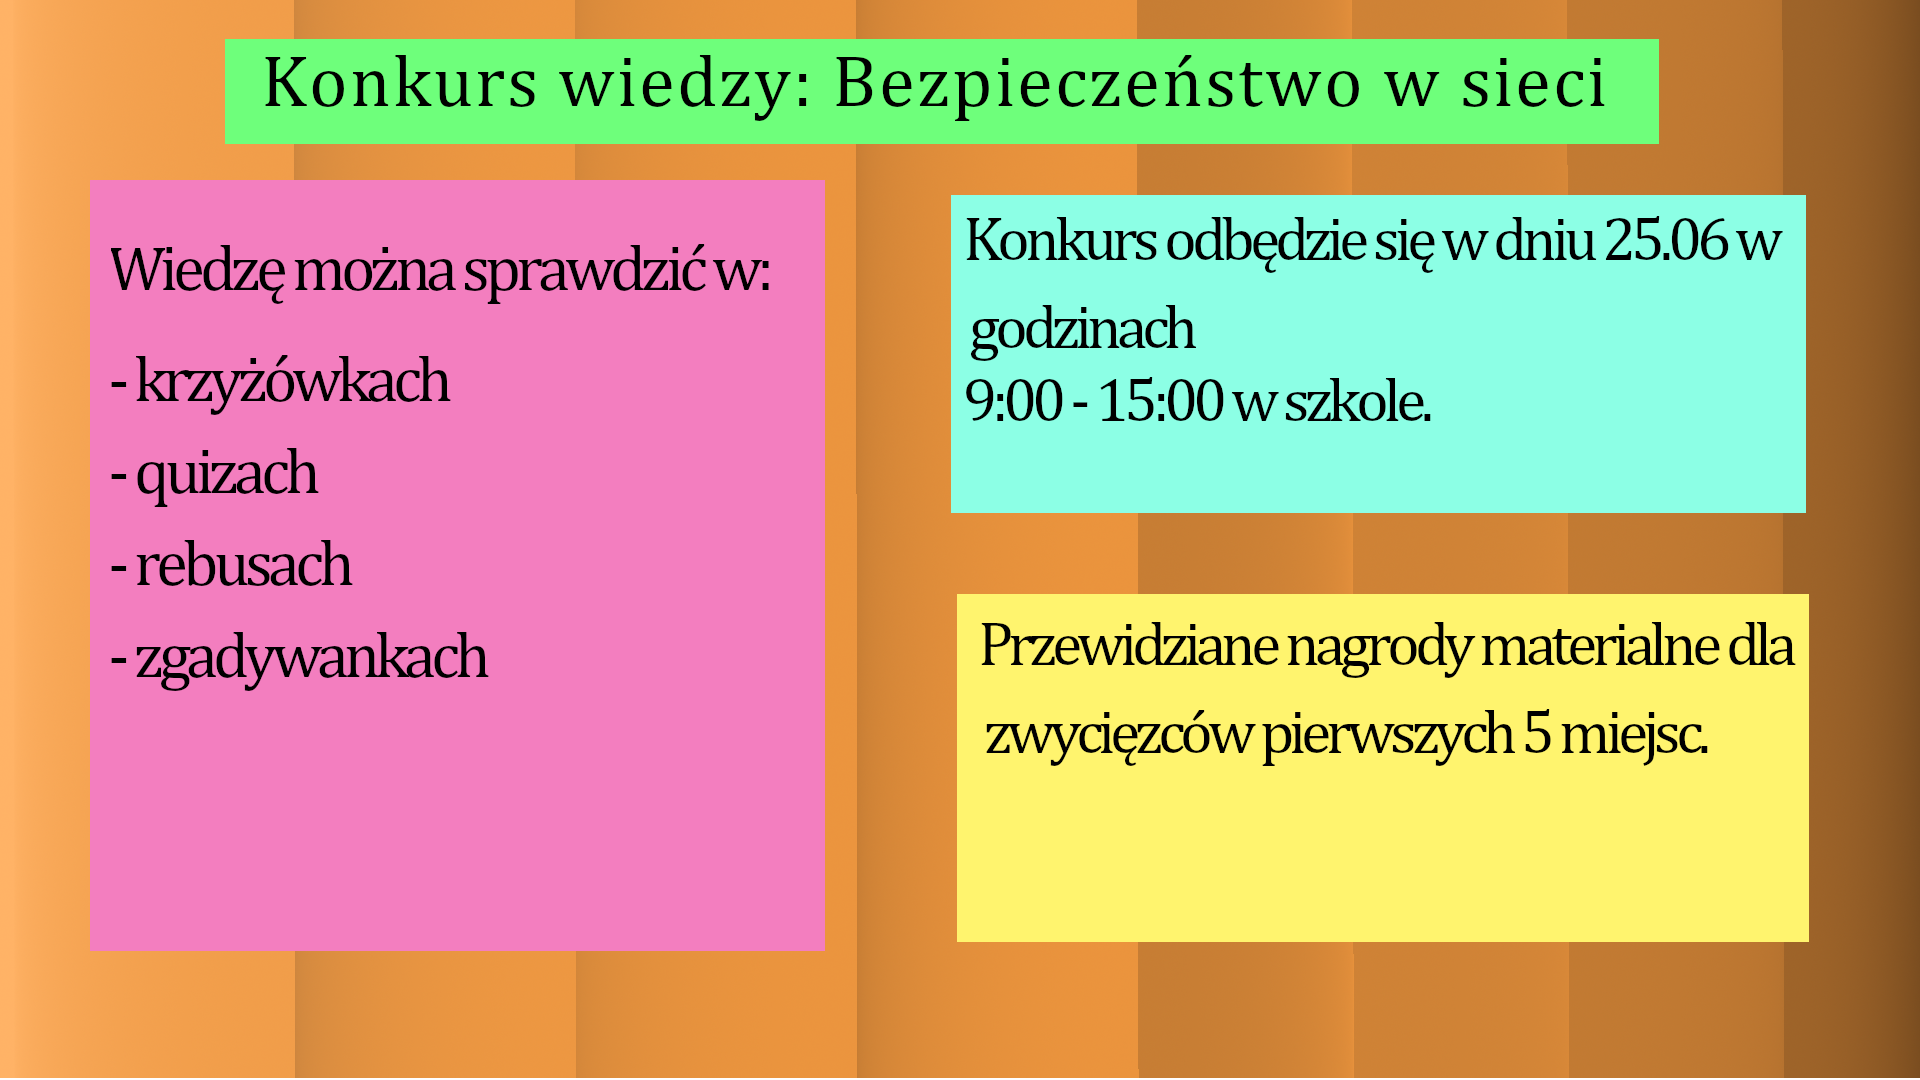 Konkurs wiedzy: Bezpieczeństwo w sieci
Wiedzę można sprawdzić w:
- krzyżówkach
- quizach
- rebusach
- zgadywankach
Konkurs odbędzie się w dniu 25.06 w
godzinach
9:00 - 15:00 w szkole.
Przewidziane nagrody materialne dla
zwycięzców pierwszych 5 miejsc.